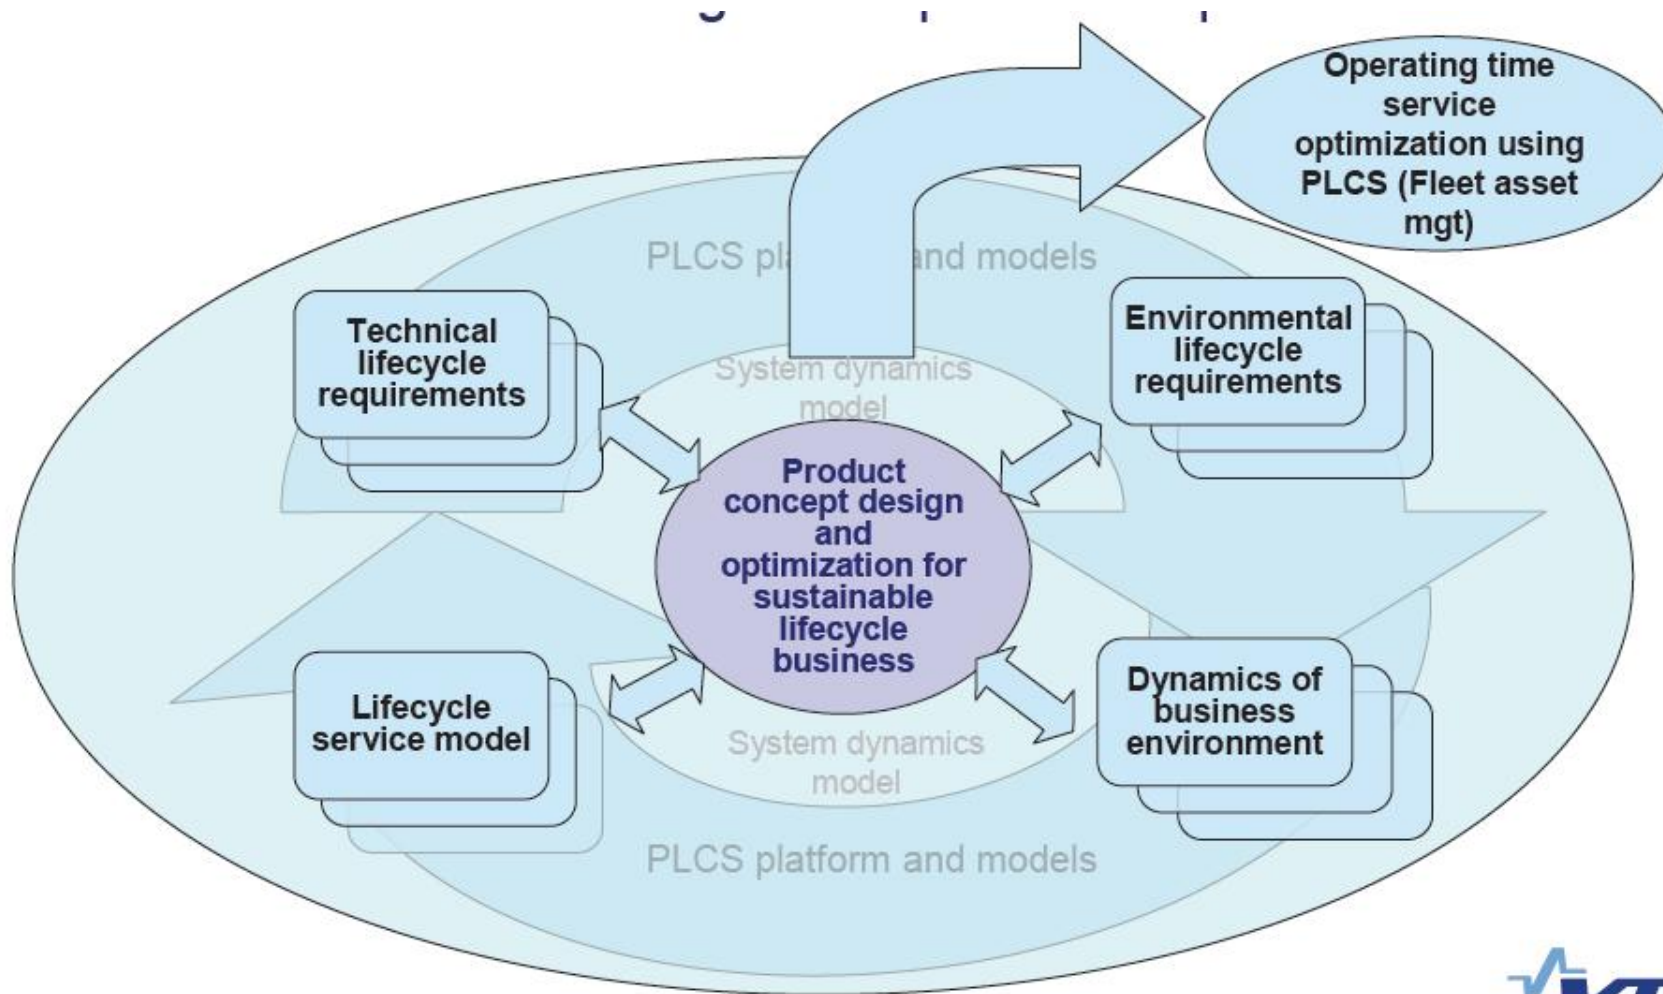 Operating time
service
optimization using
PLCS (Fleet asset
mgt)
and models
Technical
lifecycle
requirements
Environmental
lifecycle
requirements
System dynamics
model
Product
concept design
and
optimization for
sustainable
lifecycle
business
Lifecycle
service model
Dynamics of
business
environment
System dynamics
model
PLCS platform and models